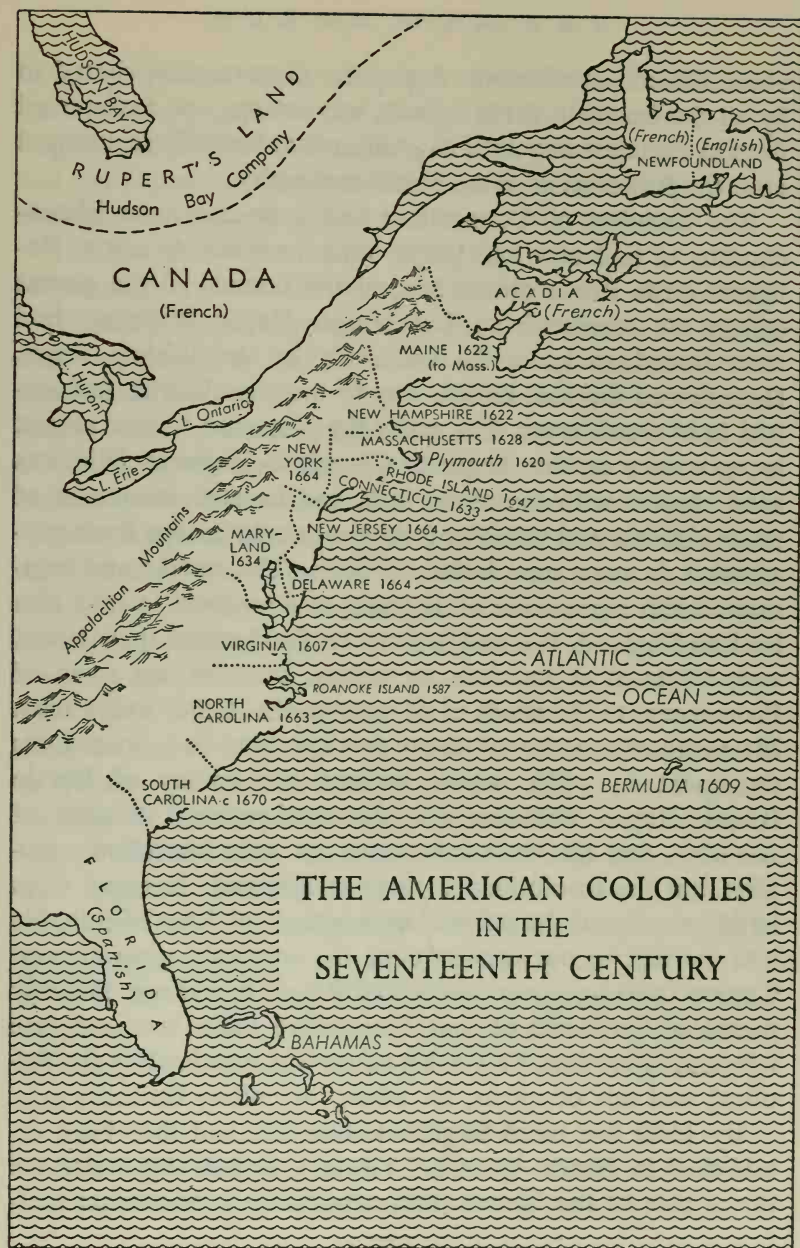 HUDSON BAY
RUPERT'S LAND
Hudson Bay Company
(French)
(English)
NEWFOUNDLAND
CANADA
(French)
ACADIA
(French)
MAINE 1622
(to Mass.)
Huron
L. Ontario
L. Erie
NEW HAMPSHIRE 1622
MASSACHUSETTS 1628
Plymouth 1620
NEW
YORK
1664
RHODE ISLAND 1647
CONNECTICUT 1633
NEW JERSEY 1664
MARY-
LAND
1634
DELAWARE 1664
Appalachian Mountains
VIRGINIA 1607
ATLANTIC
OCEAN
ROANOKE ISLAND 1587
NORTH
CAROLINA 1663
BERMUDA 1609
SOUTH
CAROLINA c 1670
FLORIDA
(Spanish)
THE AMERICAN COLONIES
IN THE
SEVENTEENTH CENTURY
BAHAMAS